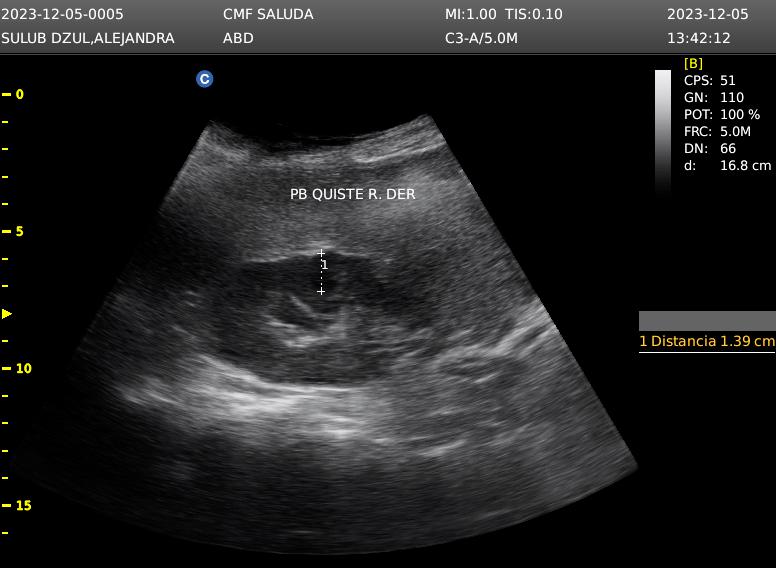 2023-12-05-0005 CMF SALUDA MI:1.00 TIS:0.10 2023-12-05
SULUB DZUL,ALEJANDRA ABD C3-A/5.0M 13:42:12
C
[B]
CPS: 51
GN: 110
POT: 100 %
FRC: 5.0M
DN: 66
d: 16.8 cm
0
PB QUISTE R. DER
5
1
1 Distancia 1.39 cm
10
15